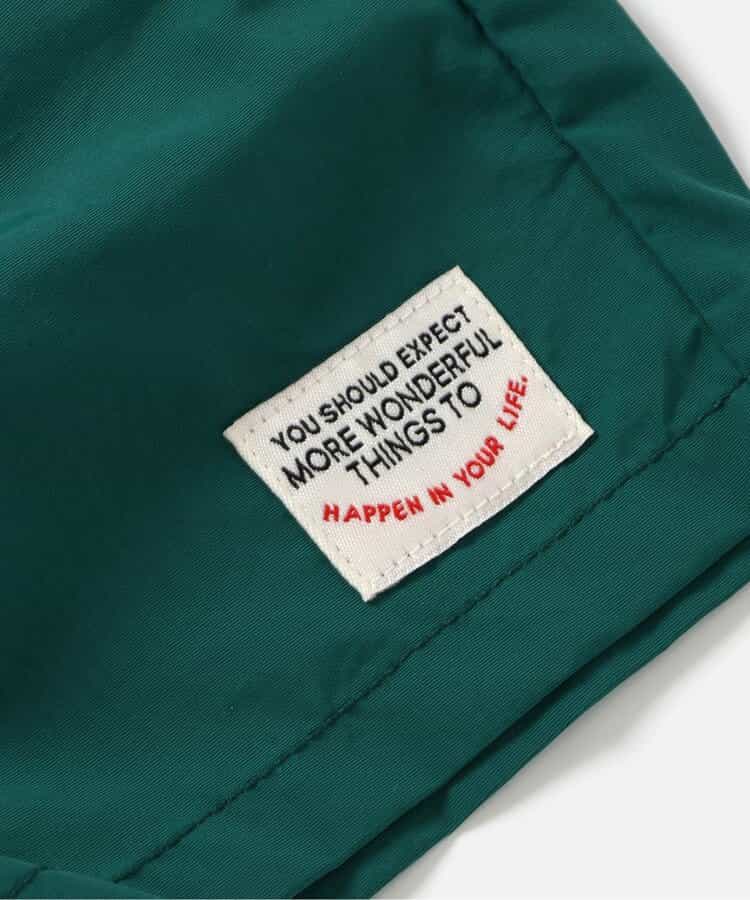 YOU SHOULD EXPECT
MORE WONDERFUL
THINGS TO
HAPPEN IN YOUR LIFE.